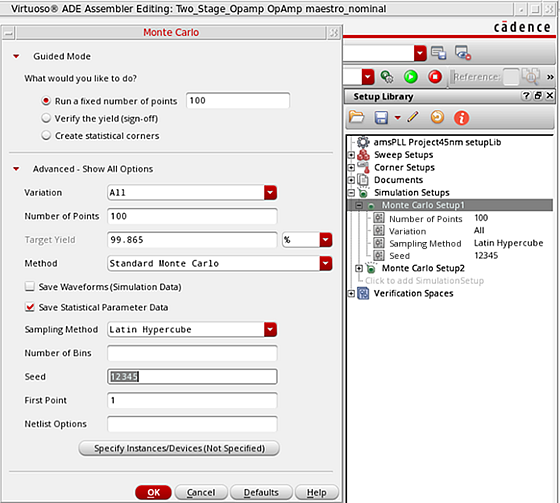 Virtuoso® ADE Assembler Editing: Two_Stage_Opamp OpAmp maestro_nominal
cādence
Monte Carlo
Guided Mode
What would you like to do?
Run a fixed number of points 100
Verify the yield (sign-off)
Create statistical corners
Advanced - Show All Options
Variation All
Number of Points 100
Target Yield 99.865 %
Method Standard Monte Carlo
Save Waveforms (Simulation Data)
Save Statistical Parameter Data
Sampling Method Latin Hypercube
Number of Bins
Seed 12345
First Point 1
Netlist Options
Specify Instances/Devices (Not Specified)
OK Cancel Defaults Help
Reference: »
Setup Library
amsPLL Project45nm setupLib
Sweep Setups
Corner Setups
Documents
Simulation Setups
Monte Carlo Setup1
Number of Points 100
Variation All
Sampling Method Latin Hypercube
Seed 12345
Monte Carlo Setup2
Click to add SimulationSetup
Verification Spaces